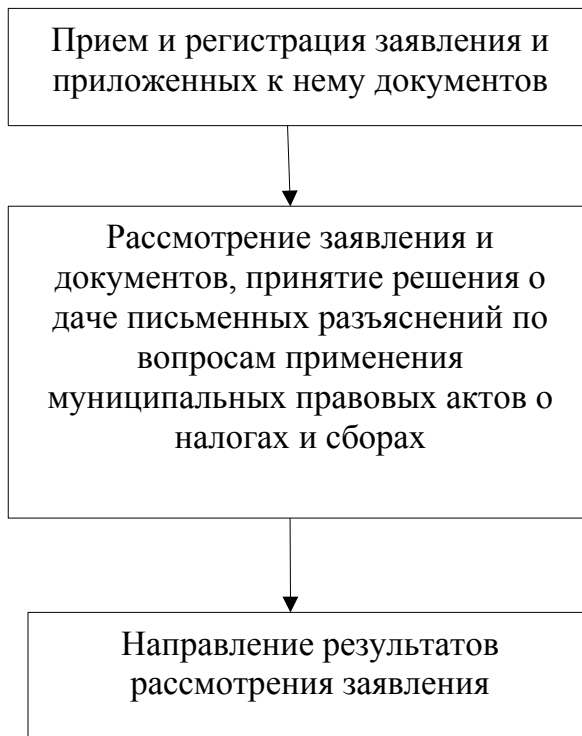 Прием и регистрация заявления и
приложенных к нему документов
Рассмотрение заявления и
документов, принятие решения о
даче письменных разъяснений по
вопросам применения
муниципальных правовых актов о
налогах и сборах
Направление результатов
рассмотрения заявления